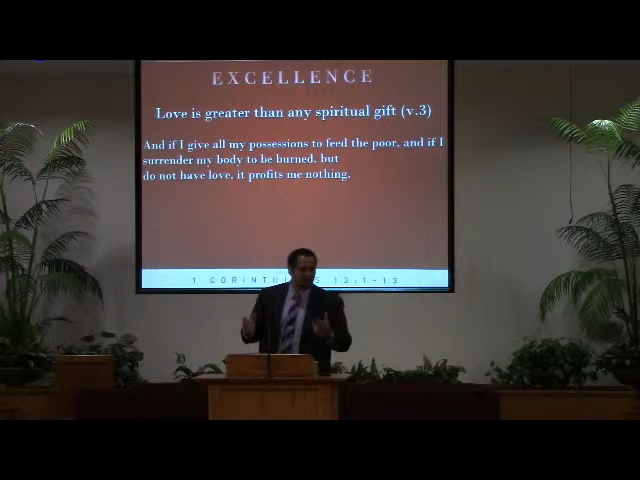 EXCELLENCE
Love is greater than any spiritual gift (v.3)
And if I give all my possessions to feed the poor, and if I
surrender my body to be burned, but
do not have love, it profits me nothing.
1 CORINTH S 13:1-13